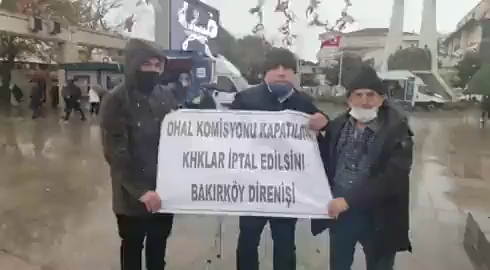 OHAL KOMİSYONU KAPATILSIN
KHKLAR İPTAL EDİLSİN
BAKIRKÖY DİRENİŞİ